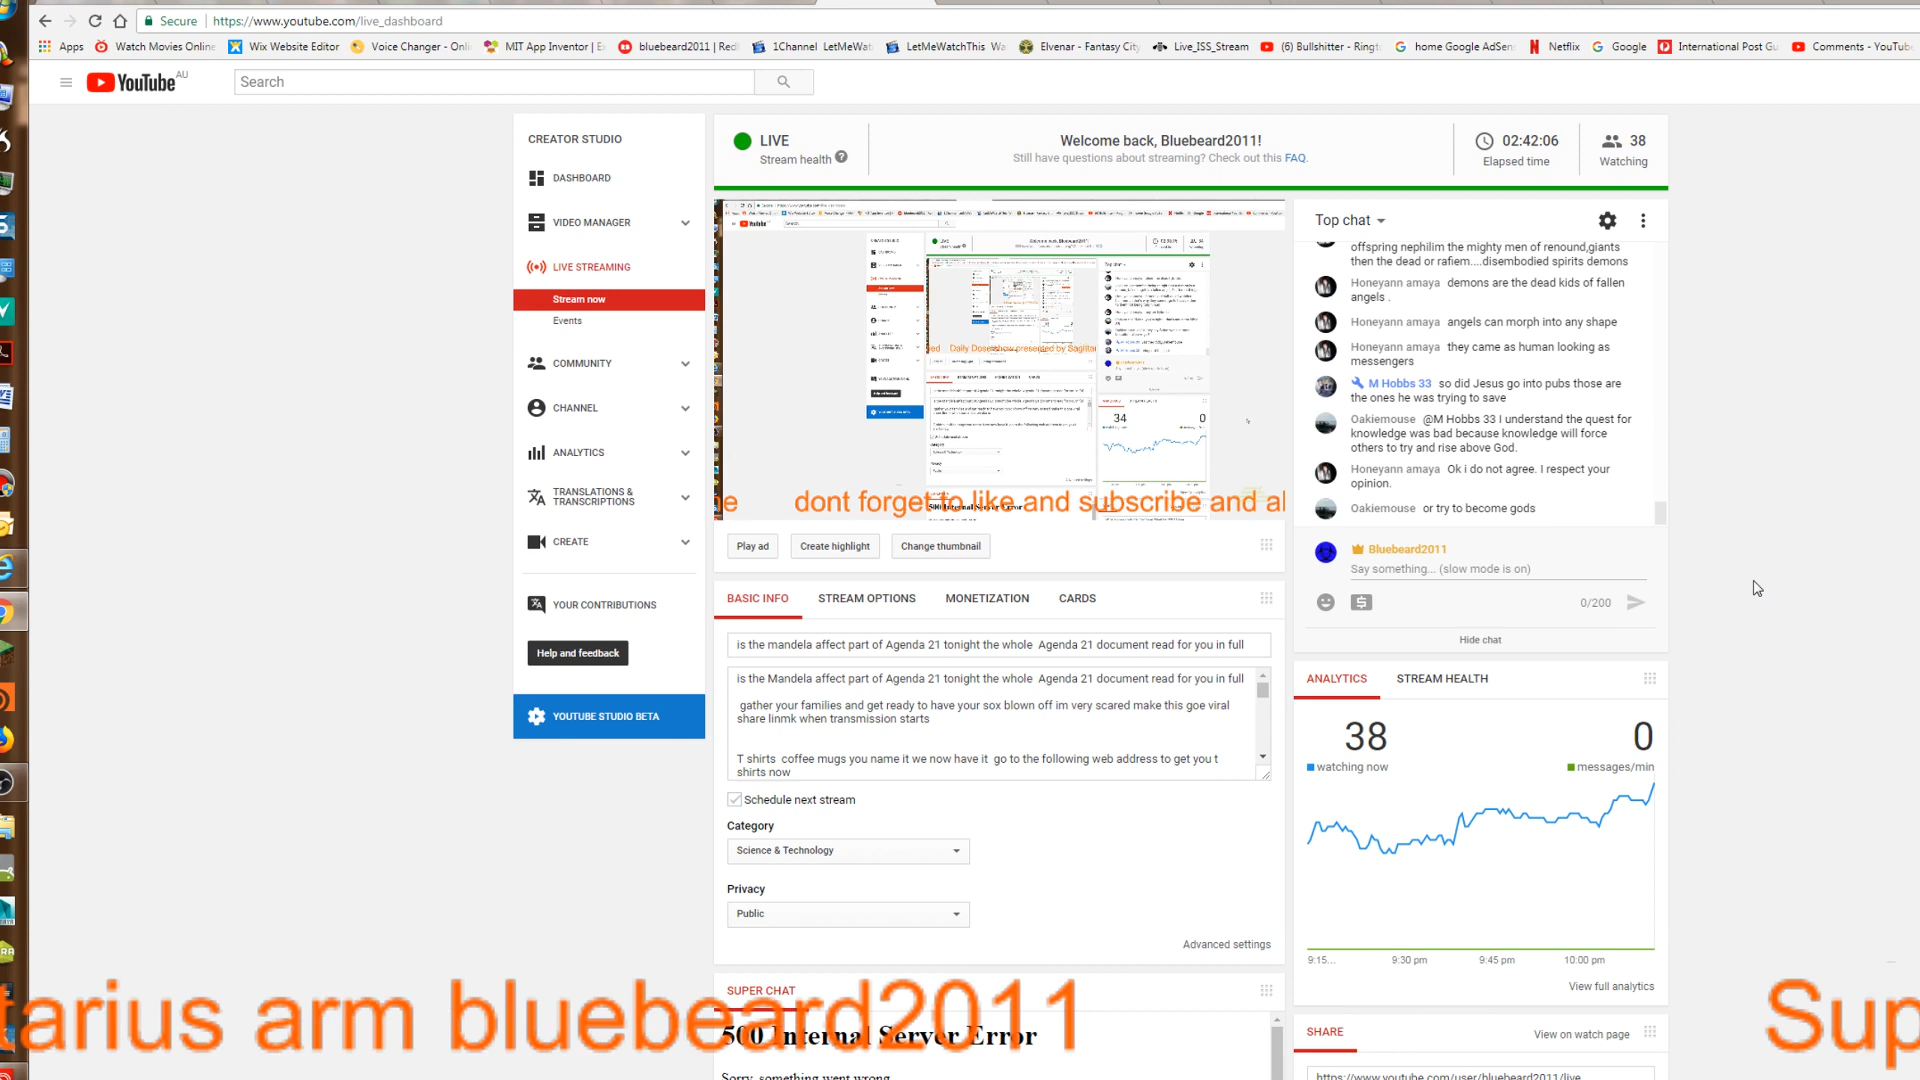 Secure https://www.youtube.com/live_dashboard
Apps Watch Movies Online Wix Website Editor Voice Changer - Onli MIT App Inventor | E bluebeard2011 | Red 1Channel LetMeWat LetMeWatchThis Wa Elvenar - Fantasy City Live_ISS_Stream (6) Bullshitter - Ringt home Google AdSen Netflix Google International Post Gu Comments - YouTub
YouTube AU
Search
CREATOR STUDIO
DASHBOARD
VIDEO MANAGER
LIVE STREAMING
Stream now
Events
COMMUNITY
CHANNEL
ANALYTICS
TRANSLATIONS &
TRANSCRIPTIONS
CREATE
YOUR CONTRIBUTIONS
Help and feedback
YOUTUBE STUDIO BETA
LIVE
Stream health
Welcome back, Bluebeard2011!
Still have questions about streaming? Check out this FAQ.
02:42:06
Elapsed time
38
Watching
34 0
dont forget to like and subscribe and al
Play ad Create highlight Change thumbnail
BASIC INFO STREAM OPTIONS MONETIZATION CARDS
is the mandela affect part of Agenda 21 tonight the whole Agenda 21 document read for you in full
is the Mandela affect part of Agenda 21 tonight the whole Agenda 21 document read for you in full
gather your families and get ready to have your sox blown off im very scared make this goe viral
share linmk when transmission starts
T shirts coffee mugs you name it we now have it go to the following web address to get you t
shirts now
Schedule next stream
Category
Science & Technology
Privacy
Public
Advanced settings
SUPER CHAT
500 Internal Server Error
Sorry, something went wrong
Top chat
offspring nephilim the mighty men of renound,giants
then the dead or rafiem....disembodied spirits demons
Honeyann amaya demons are the dead kids of fallen
angels .
Honeyann amaya angels can morph into any shape
Honeyann amaya they came as human looking as
messengers
M Hobbs 33 so did Jesus go into pubs those are
the ones he was trying to save
Oakiemouse @M Hobbs 33 I understand the quest for
knowledge was bad because knowledge will force
others to try and rise above God.
Honeyann amaya Ok i do not agree. I respect your
opinion.
Oakiemouse or try to become gods
Bluebeard2011
Say something... (slow mode is on)
0/200
Hide chat
ANALYTICS STREAM HEALTH
38 0
watching now messages/min
9:15... 9:30 pm 9:45 pm 10:00 pm
View full analytics
SHARE View on watch page
https://www.youtube.com/user/bluebeard2011/live
tarius arm bluebeard2011 Sup